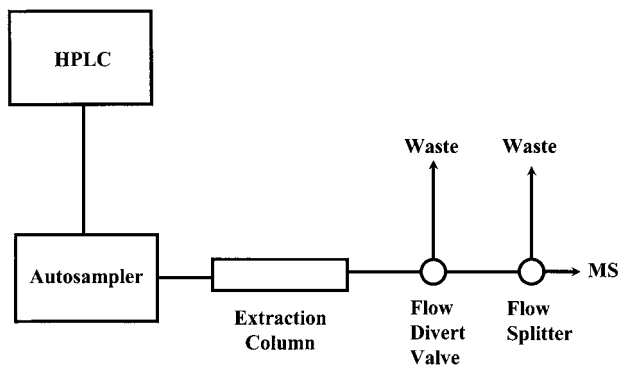 HPLC
Waste
Waste
Autosampler
MS
Extraction
Column
Flow
Divert
Valve
Flow
Splitter